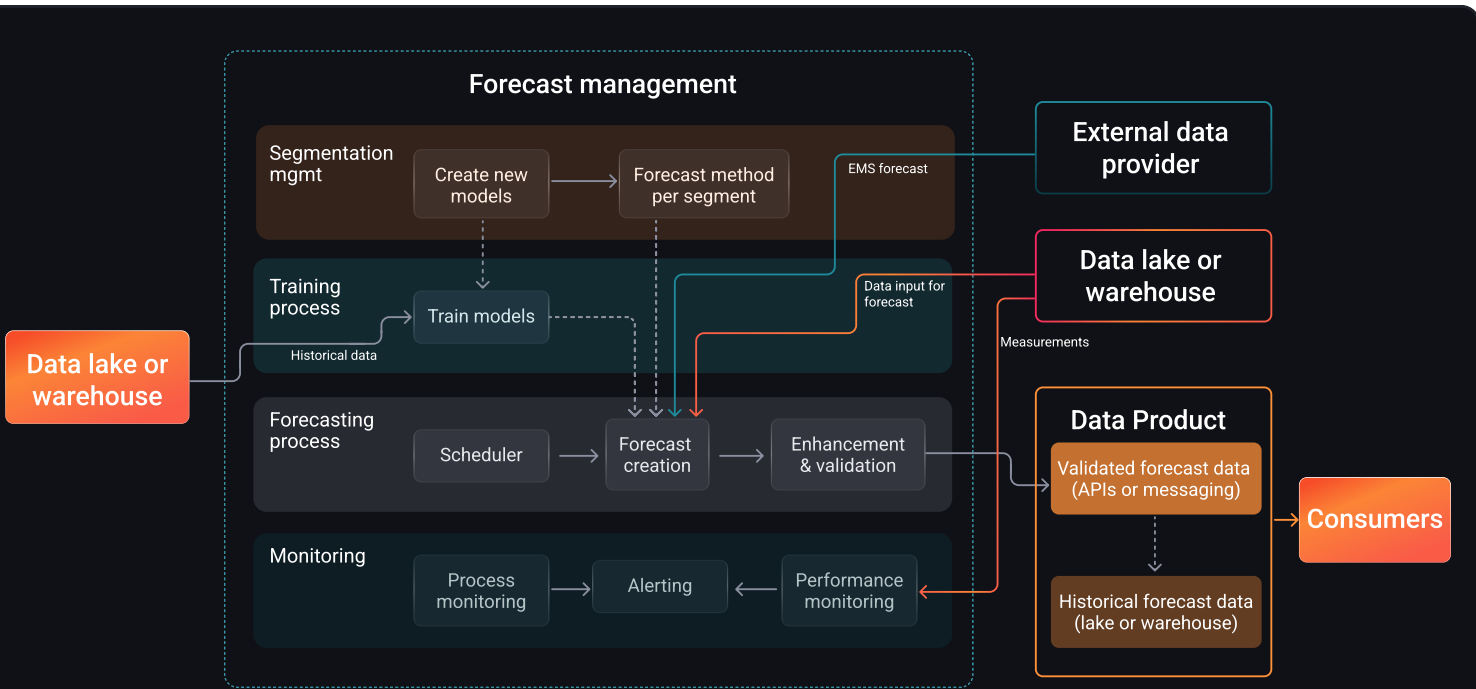 Forecast management
Segmentation
mgmt
Create new
models
Forecast method
per segment
EMS forecast
External data
provider
Training
process
Train models
Historical data
Data input for
forecast
Data lake or
warehouse
Measurements
Data lake or
warehouse
Forecasting
process
Scheduler
Forecast
creation
Enhancement
& validation
Data Product
Validated forecast data
(APIs or messaging)
Historical forecast data
(lake or warehouse)
Consumers
Monitoring
Process
monitoring
Alerting
Performance
monitoring